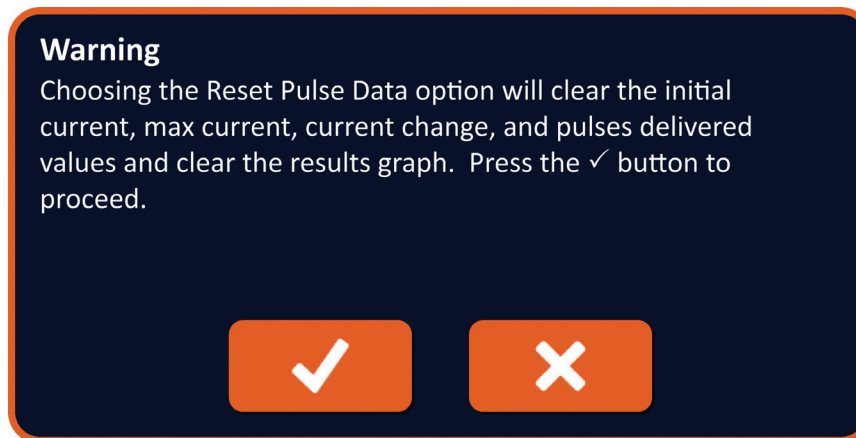 Warning
Choosing the Reset Pulse Data option will clear the initial
current, max current, current change, and pulses delivered
values and clear the results graph.  Press the ✓ button to
proceed.